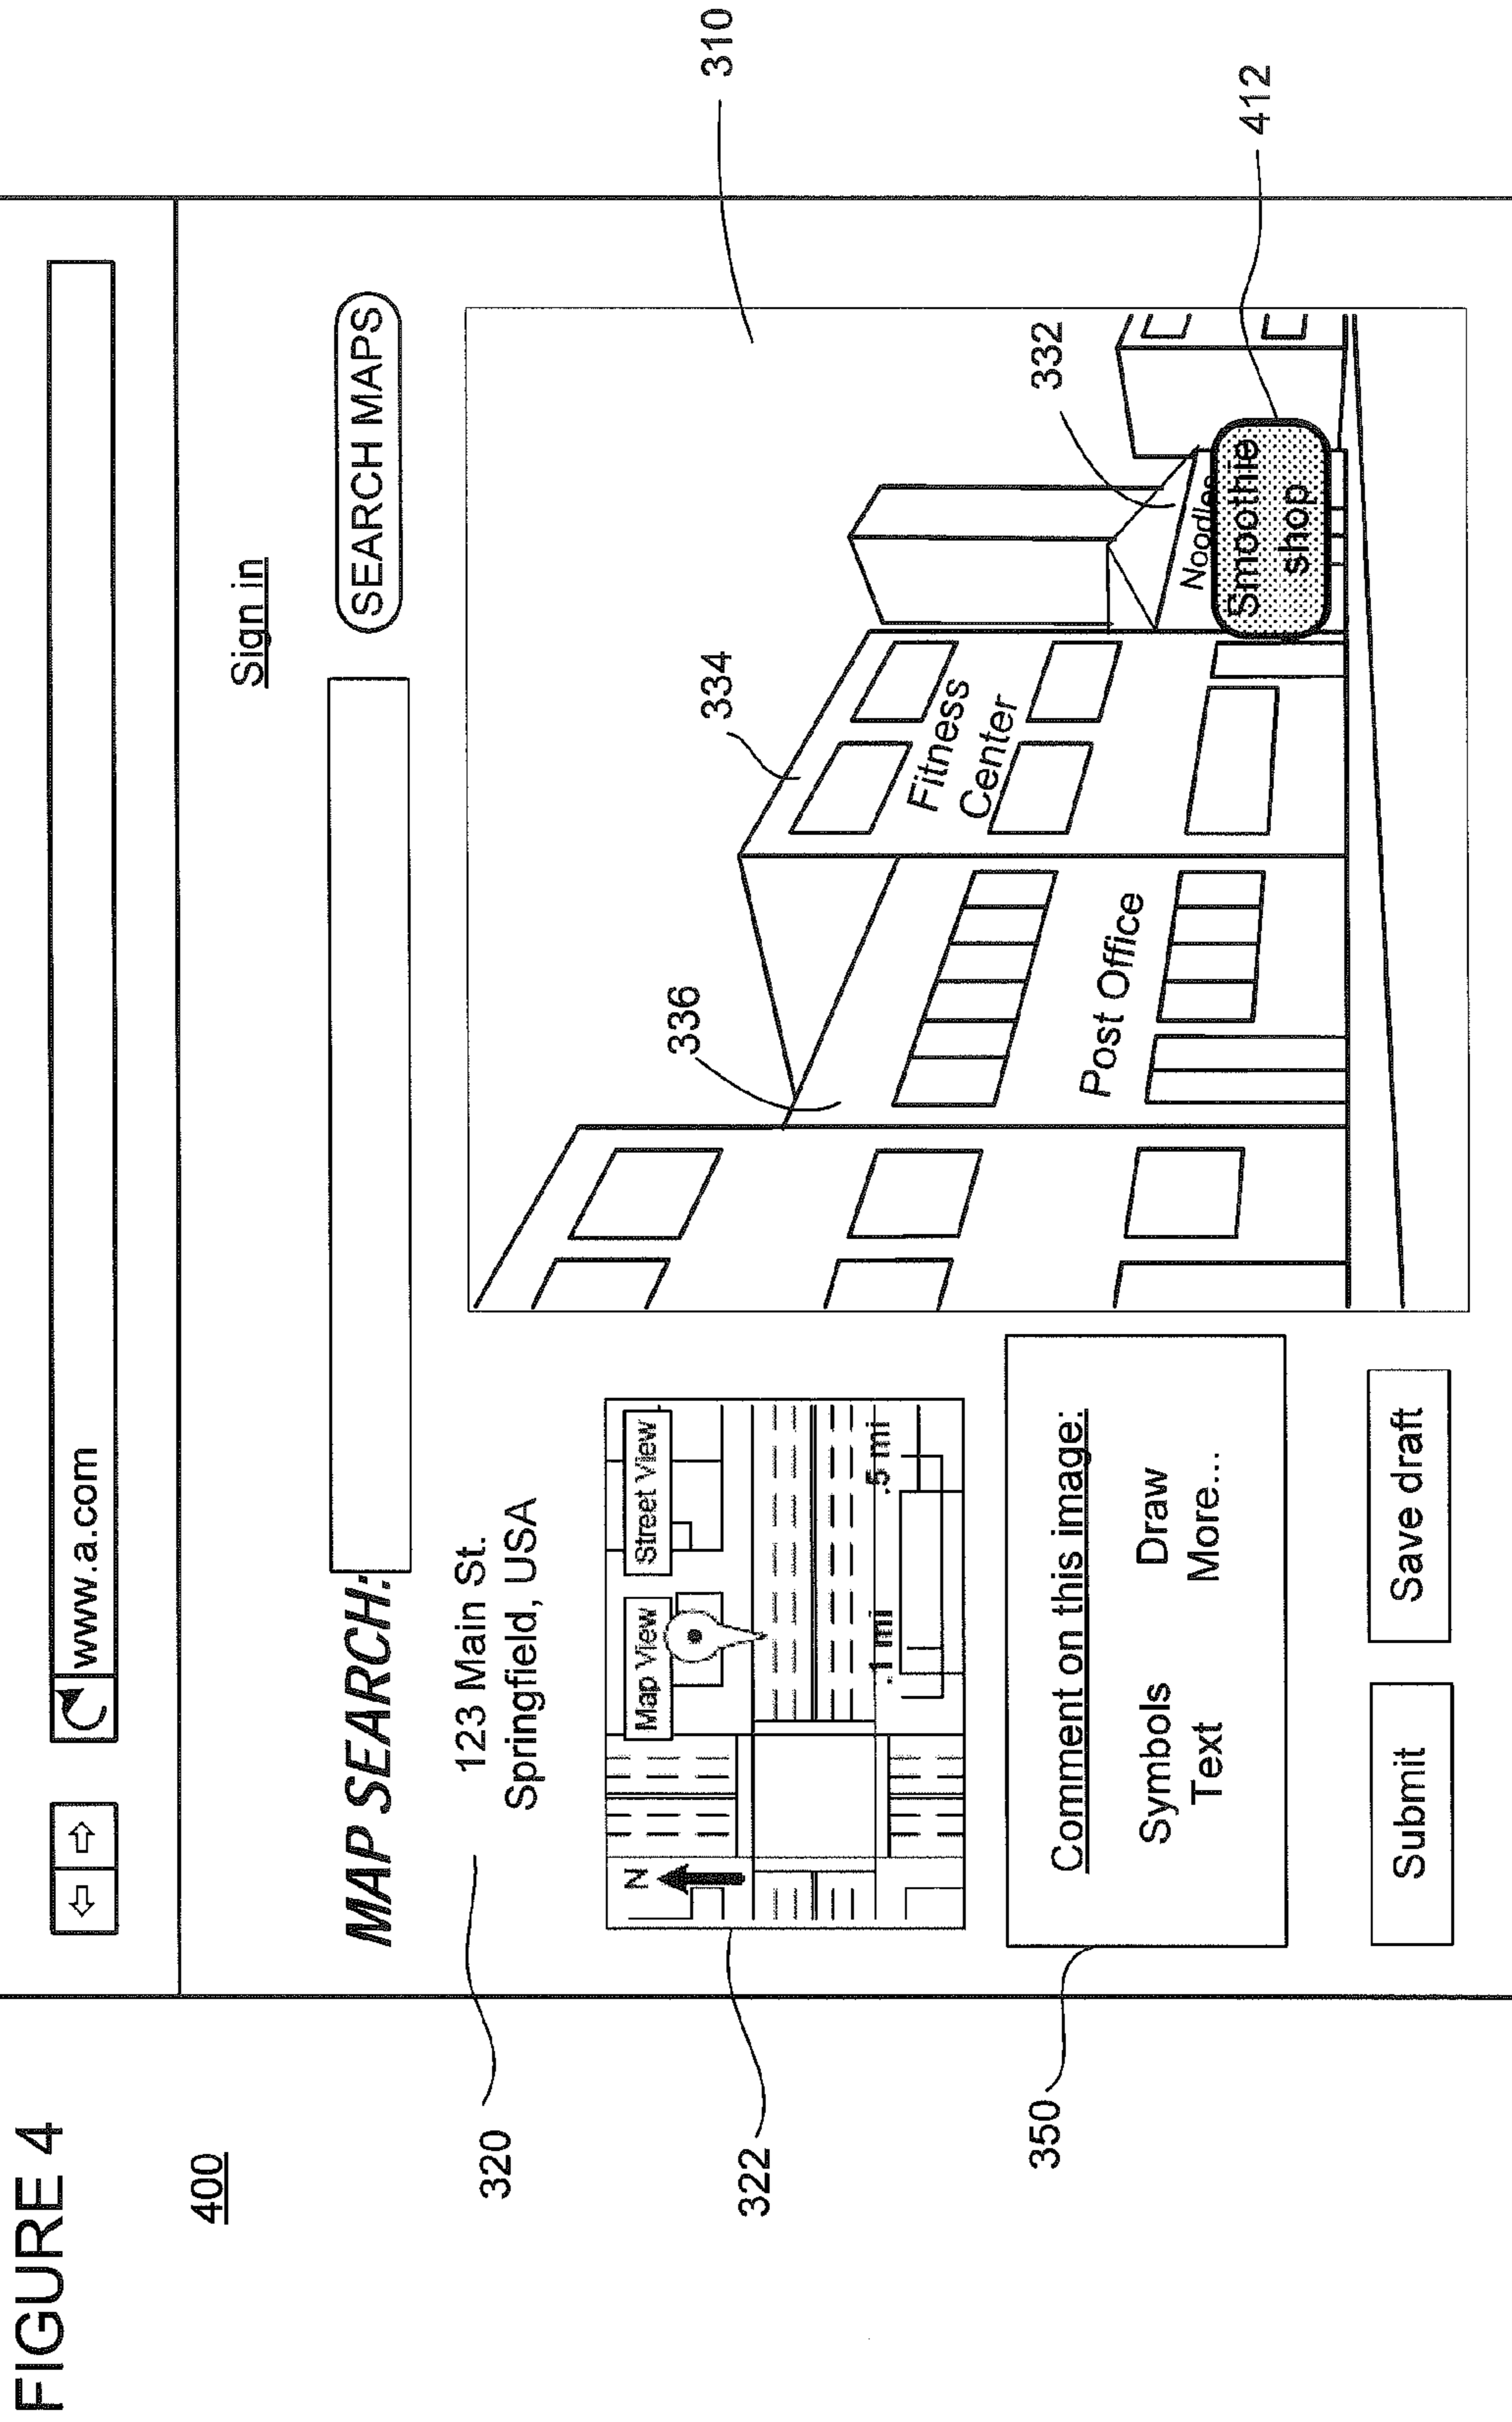 FIGURE 4
400
www.a.com
Sign in
MAP SEARCH:
SEARCH MAPS
320
123 Main St.
Springfield, USA
322
Map View
Street View
N
.1 mi
.5 mi
350
Comment on this image:
Symbols
Draw
Text
More...
Submit
Save draft
310
336
334
332
412
Fitness
Center
Post Office
Noodles
Smoothie
shop